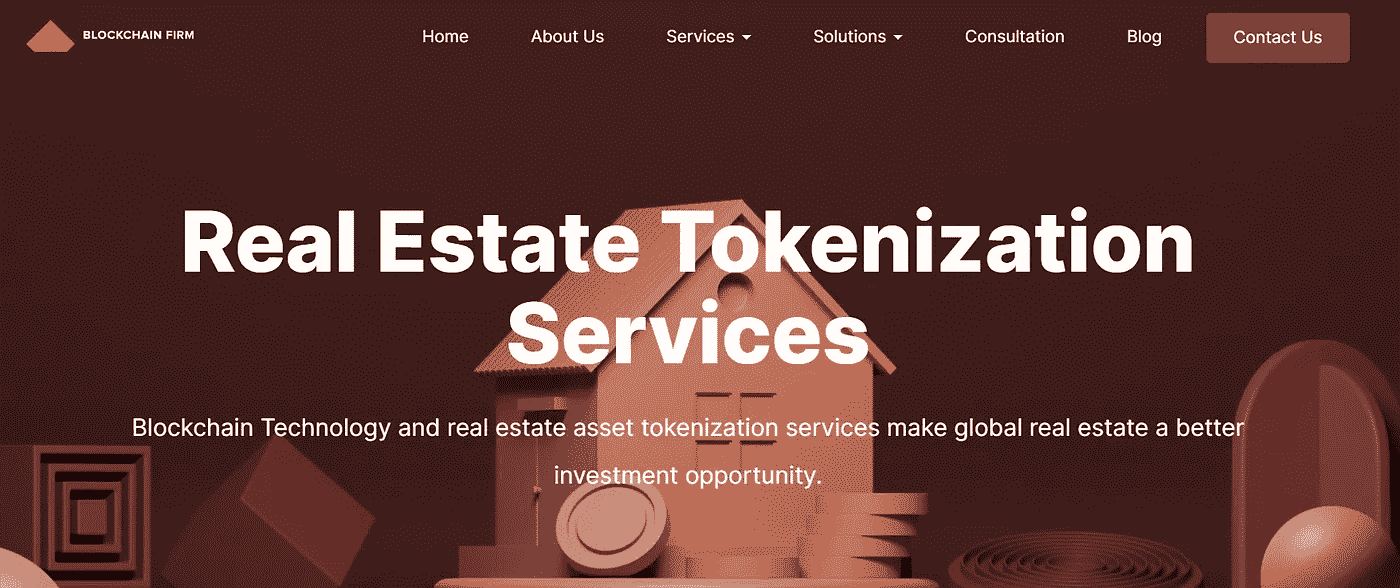 BLOCKCHAIN FIRM
Home
About Us
Services
Solutions
Consultation
Blog
Contact Us
Real Estate Tokenization
Services
Blockchain Technology and real estate asset tokenization services make global real estate a better
investment opportunity.